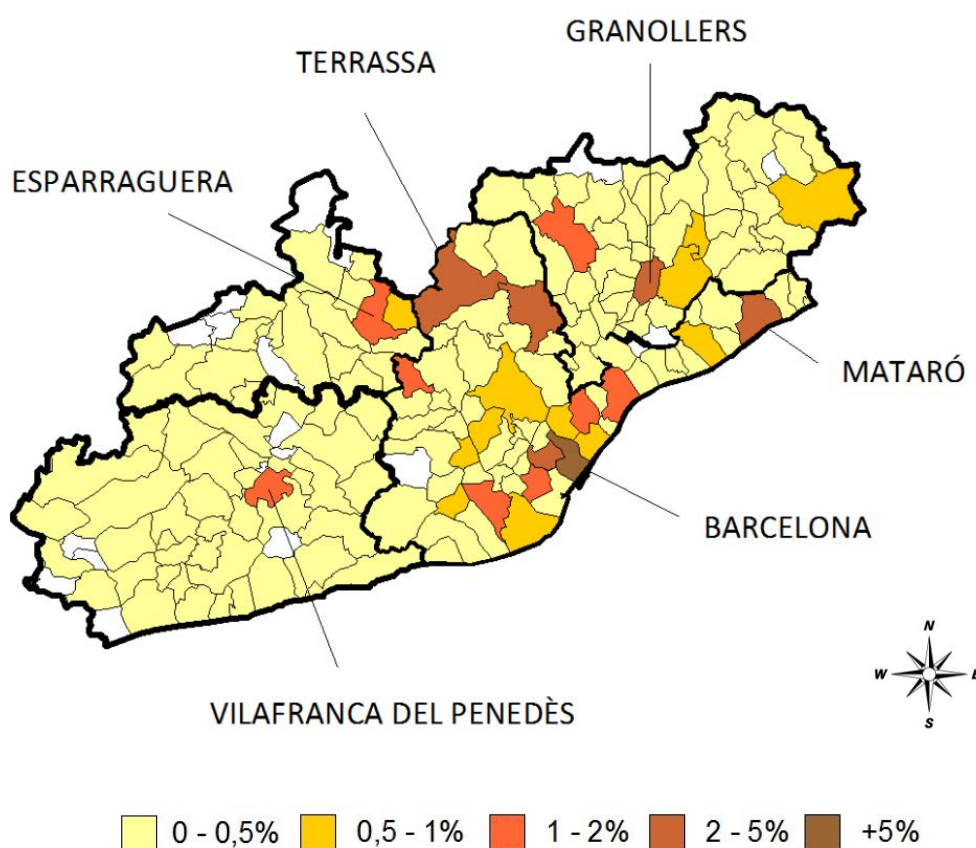 GRANOLLERS
TERRASSA
ESPARRAGUERA
MATARÓ
BARCELONA
VILAFRANCA DEL PENEDÈS
N
W E
S
0 - 0,5% 0,5 - 1% 1 - 2% 2 - 5% +5%